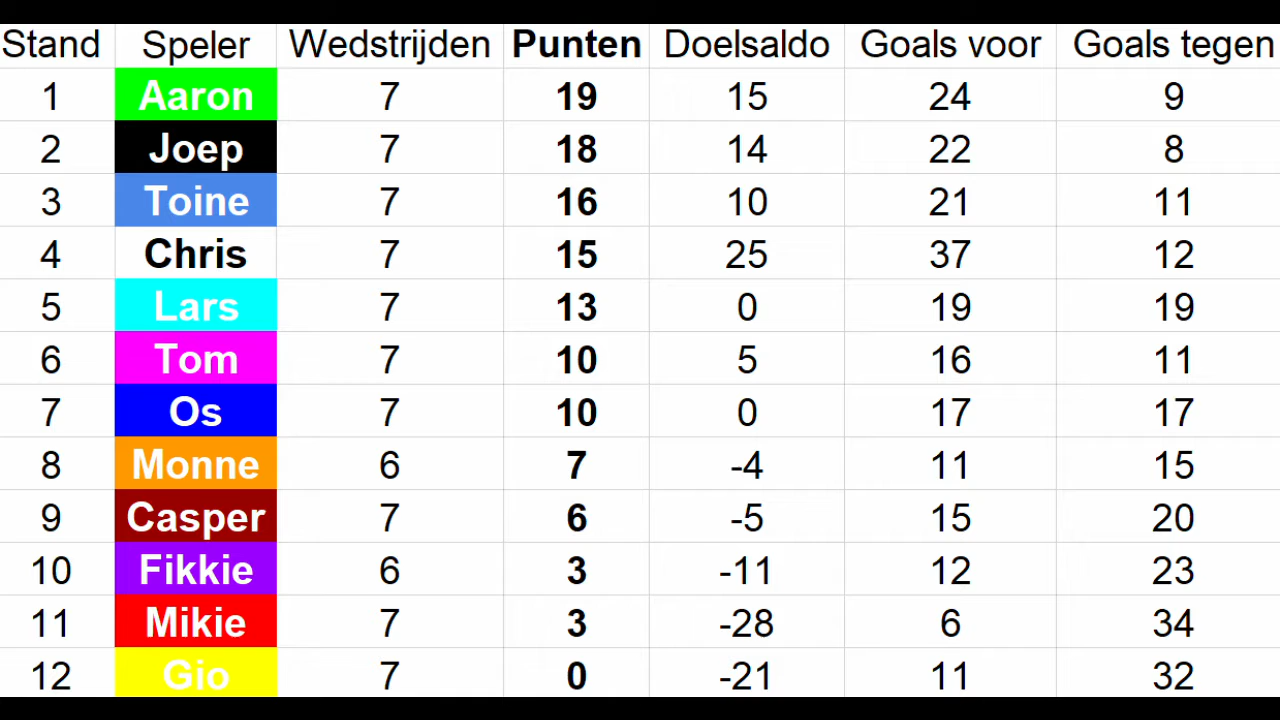 Stand Speler Wedstrijden Punten Doelsaldo Goals voor Goals tegen
1 Aaron 7 19 15 24 9
2 Joep 7 18 14 22 8
3 Toine 7 16 10 21 11
4 Chris 7 15 25 37 12
5 Lars 7 13 0 19 19
6 Tom 7 10 5 16 11
7 Os 7 10 0 17 17
8 Monne 6 7 -4 11 15
9 Casper 7 6 -5 15 20
10 Fikkie 6 3 -11 12 23
11 Mikie 7 3 -28 6 34
12 Gio 7 0 -21 11 32